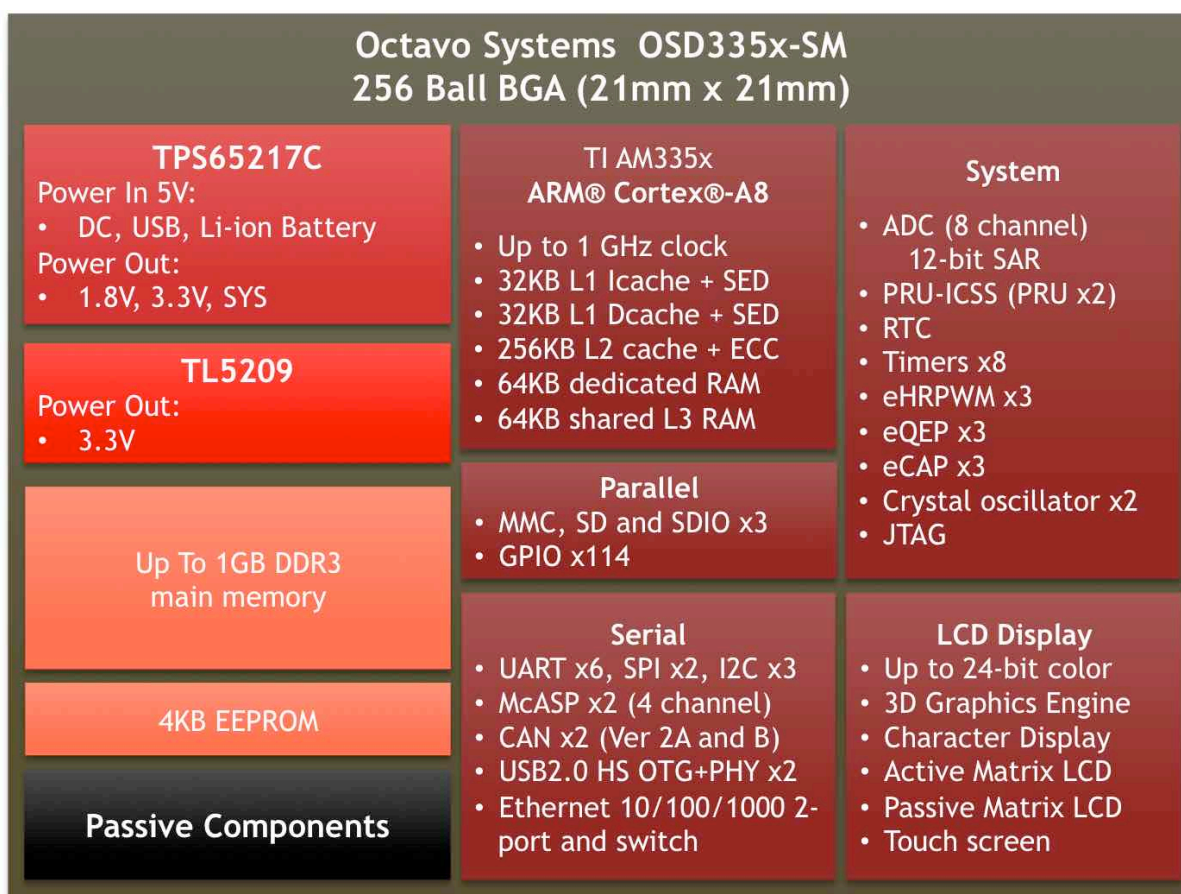 Octavo Systems OSD335x-SM
256 Ball BGA (21mm x 21mm)
TPS65217C
Power In 5V:
• DC, USB, Li-ion Battery
Power Out:
• 1.8V, 3.3V, SYS
TL5209
Power Out:
• 3.3V
Up To 1GB DDR3
main memory
4KB EEPROM
Passive Components
TI AM335x
ARM® Cortex®-A8
• Up to 1 GHz clock
• 32KB L1 Icache + SED
• 32KB L1 Dcache + SED
• 256KB L2 cache + ECC
• 64KB dedicated RAM
• 64KB shared L3 RAM
Parallel
• MMC, SD and SDIO x3
• GPIO x114
Serial
• UART x6, SPI x2, I2C x3
• McASP x2 (4 channel)
• CAN x2 (Ver 2A and B)
• USB2.0 HS OTG+PHY x2
• Ethernet 10/100/1000 2-
port and switch
System
• ADC (8 channel)
12-bit SAR
• PRU-ICSS (PRU x2)
• RTC
• Timers x8
• eHRPWM x3
• eQEP x3
• eCAP x3
• Crystal oscillator x2
• JTAG
LCD Display
• Up to 24-bit color
• 3D Graphics Engine
• Character Display
• Active Matrix LCD
• Passive Matrix LCD
• Touch screen